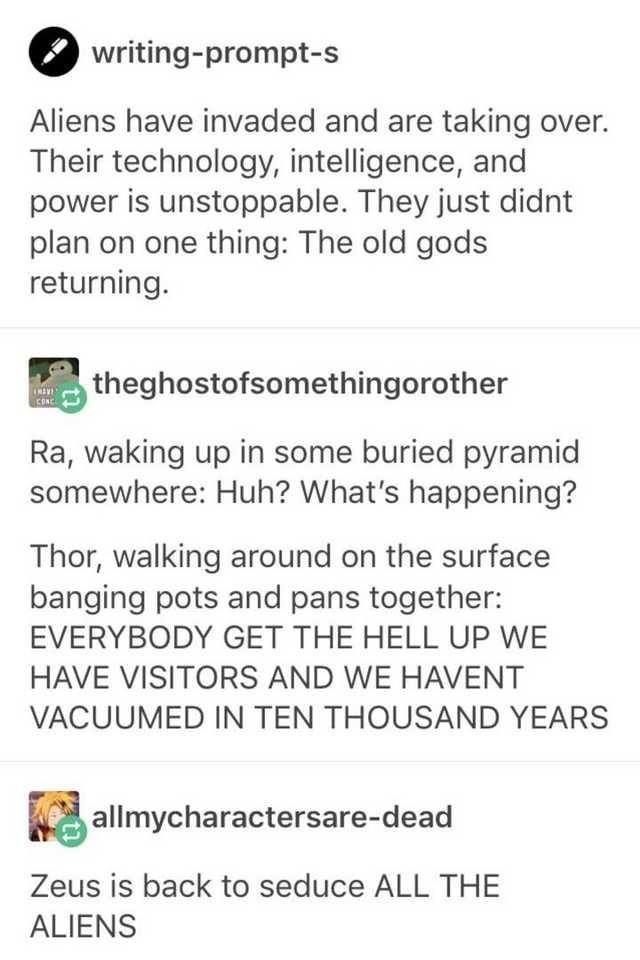 writing-prompt-s
Aliens have invaded and are taking over.
Their technology, intelligence, and
power is unstoppable. They just didnt
plan on one thing: The old gods
returning.
I HAVE
CONC
theghostofsomethingorother
Ra, waking up in some buried pyramid
somewhere: Huh? What's happening?
Thor, walking around on the surface
banging pots and pans together:
EVERYBODY GET THE HELL UP WE
HAVE VISITORS AND WE HAVENT
VACUUMED IN TEN THOUSAND YEARS
allmycharactersare-dead
Zeus is back to seduce ALL THE
ALIENS